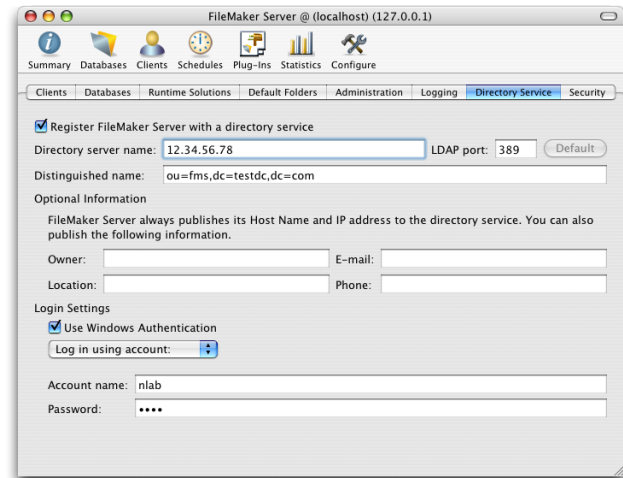 FileMaker Server @ (localhost) (127.0.0.1)
Summary Databases Clients Schedules Plug-Ins Statistics Configure
Clients Databases Runtime Solutions Default Folders Administration Logging Directory Service Security
Register FileMaker Server with a directory service
Directory server name: 12.34.56.78 LDAP port: 389 Default
Distinguished name: ou=fms,dc=testdc,dc=com
Optional Information
FileMaker Server always publishes its Host Name and IP address to the directory service. You can also
publish the following information.
Owner: E-mail:
Location: Phone:
Login Settings
Use Windows Authentication
Log in using account:
Account name: nlab
Password: ••••